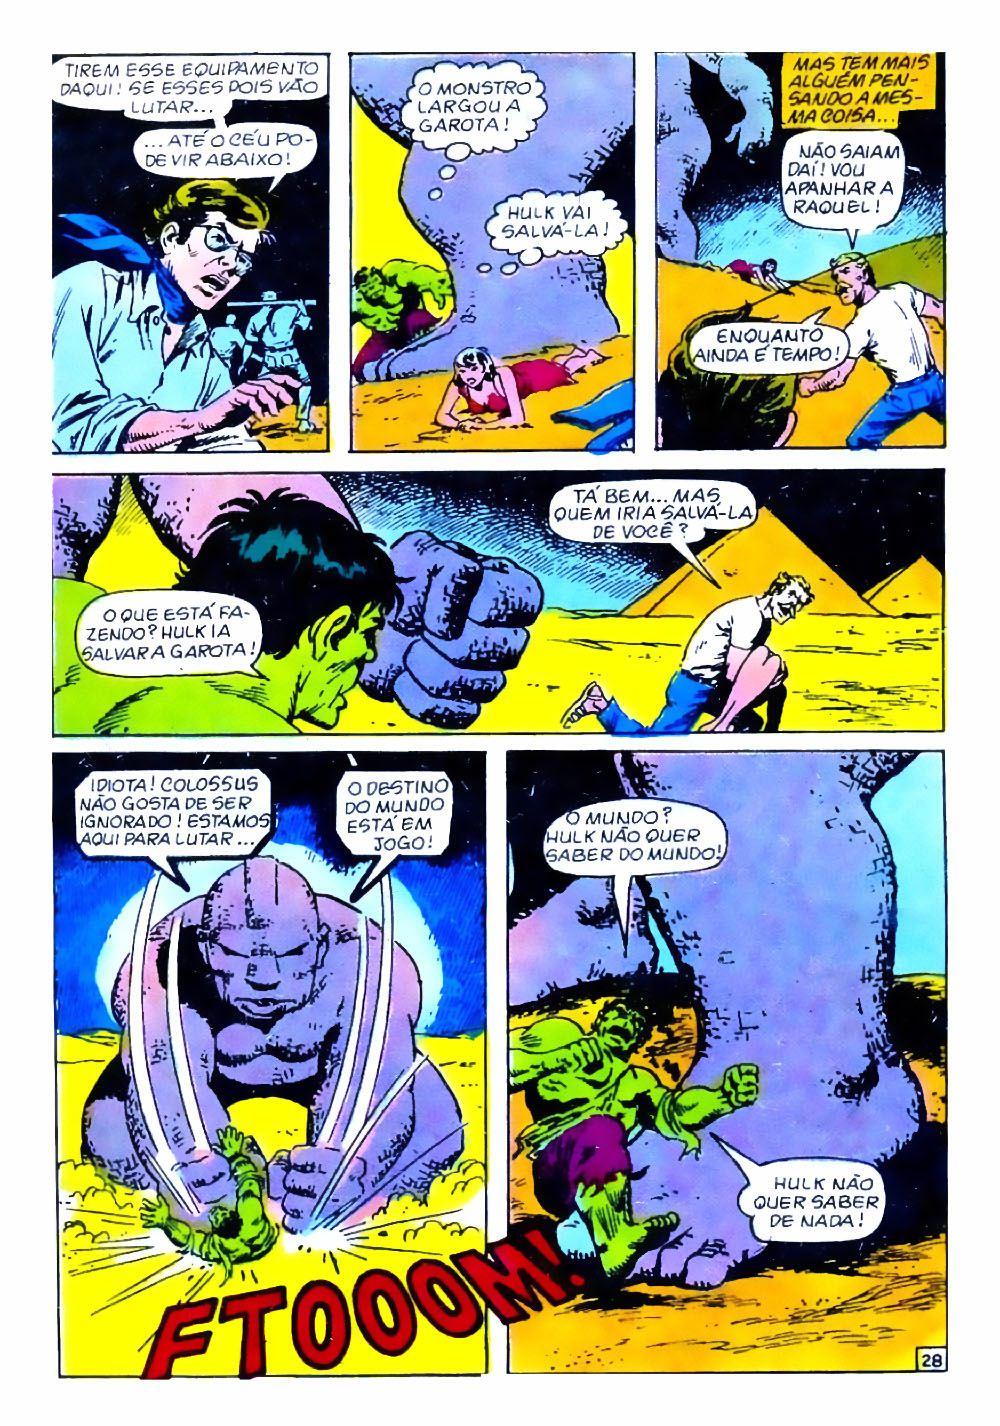 TIREM ESSE EQUIPAMENTO
DAQUI! SE ESSES DOIS VÃO
LUTAR...
...ATÉ O CÉU PO-
DE VIR ABAIXO!
O MONSTRO
LARGOU A
GAROTA!
HULK VAI
SALVÁ-LA!
MAS TEM MAIS
ALGUÉM PEN-
SANDO A MES-
MA COISA...
NÃO SAIAM
DAÍ! VOU
APANHAR A
RAQUEL!
ENQUANTO
AINDA É TEMPO!
TÁ BEM... MAS
QUEM IRIA SALVÁ-LA
DE VOCÊ?
O QUE ESTÁ FA-
ZENDO? HULK IA
SALVAR A GAROTA!
IDIOTA! COLOSSUS
NÃO GOSTA DE SER
IGNORADO! ESTAMOS
AQUI PARA LUTAR...
O DESTINO
DO MUNDO
ESTÁ EM
JOGO!
FTOOOM!
O MUNDO?
HULK NÃO QUER
SABER DO MUNDO!
HULK NÃO
QUER SABER
DE NADA!
28